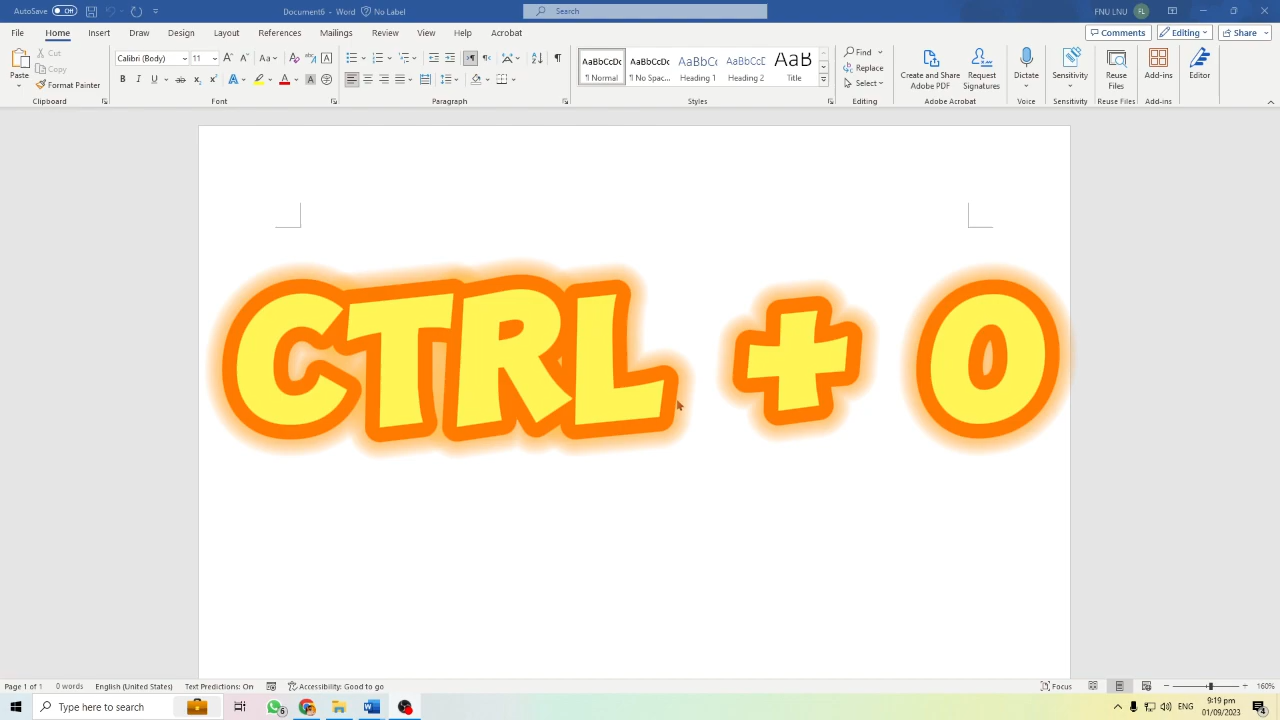 AutoSave Off Document6 - Word No Label Search FNU LNU FL
File Home Insert Draw Design Layout References Mailings Review View Help Acrobat Comments Editing Share
Paste Cut Copy Format Painter
Calibri (Body) 11
AaBbCcDc AaBbCcDc AaBbCc AaBbCcD AaB
¶ Normal ¶ No Spac... Heading 1 Heading 2 Title
Find Replace Select
Create and Share Adobe PDF Request Signatures Dictate Sensitivity Reuse Files Add-ins Editor
Clipboard Font Paragraph Styles Editing Adobe Acrobat Voice Sensitivity Reuse Files Add-ins
CTRL + O
Page 1 of 1 0 words English (United States) Text Predictions: On Accessibility: Good to go Focus 160%
Type here to search 6 ENG 9:19 pm
01/09/2023 4